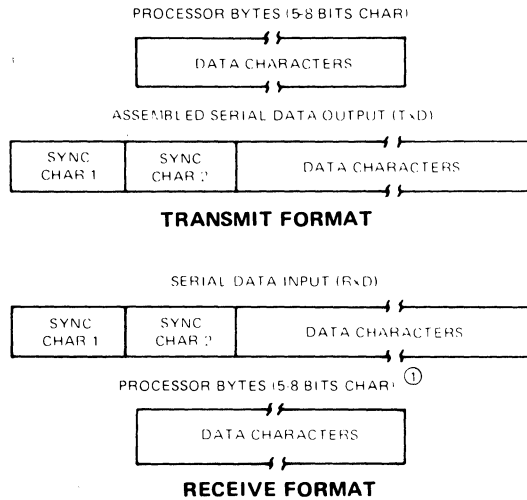 PROCESSOR BYTES (5-8 BITS CHAR)
DATA CHARACTERS
ASSEMBLED SERIAL DATA OUTPUT (TxD)
SYNC CHAR 1
SYNC CHAR 2
DATA CHARACTERS
TRANSMIT FORMAT
SERIAL DATA INPUT (RxD)
SYNC CHAR 1
SYNC CHAR 2
DATA CHARACTERS
PROCESSOR BYTES (5-8 BITS CHAR) ①
DATA CHARACTERS
RECEIVE FORMAT